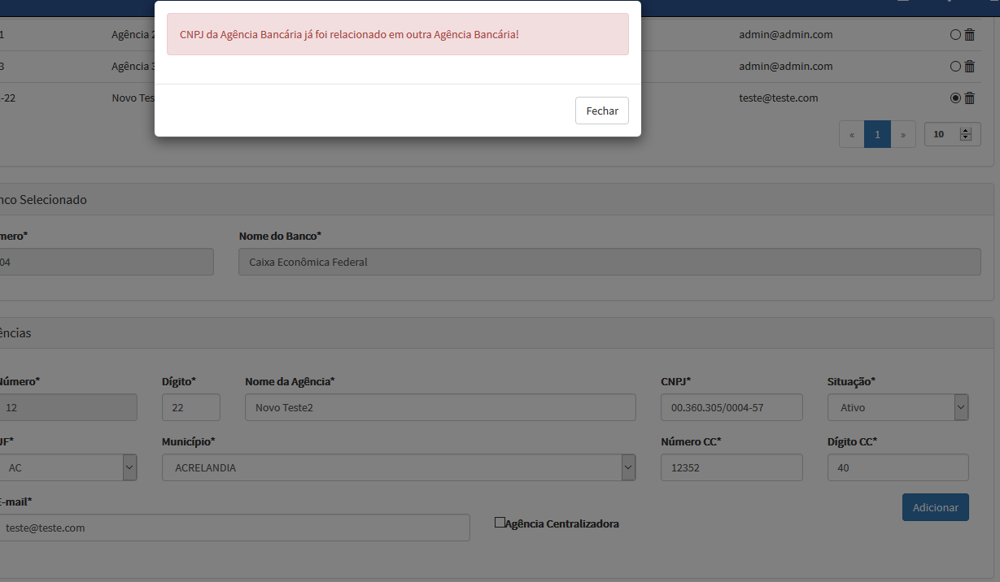 CNPJ da Agência Bancária já foi relacionado em outra Agência Bancária!
Fechar
1 Agência 2 admin@admin.com
3 Agência 3 admin@admin.com
-22 Novo Tes teste@teste.com
« 1 » 10
nco Selecionado
mero* Nome do Banco*
04 Caixa Econômica Federal
ências
Número* Dígito* Nome da Agência* CNPJ* Situação*
12 22 Novo Teste2 00.360.305/0004-57 Ativo
UF* Município* Número CC* Dígito CC*
AC ACRELANDIA 12352 40
E-mail* Adicionar
teste@teste.com Agência Centralizadora